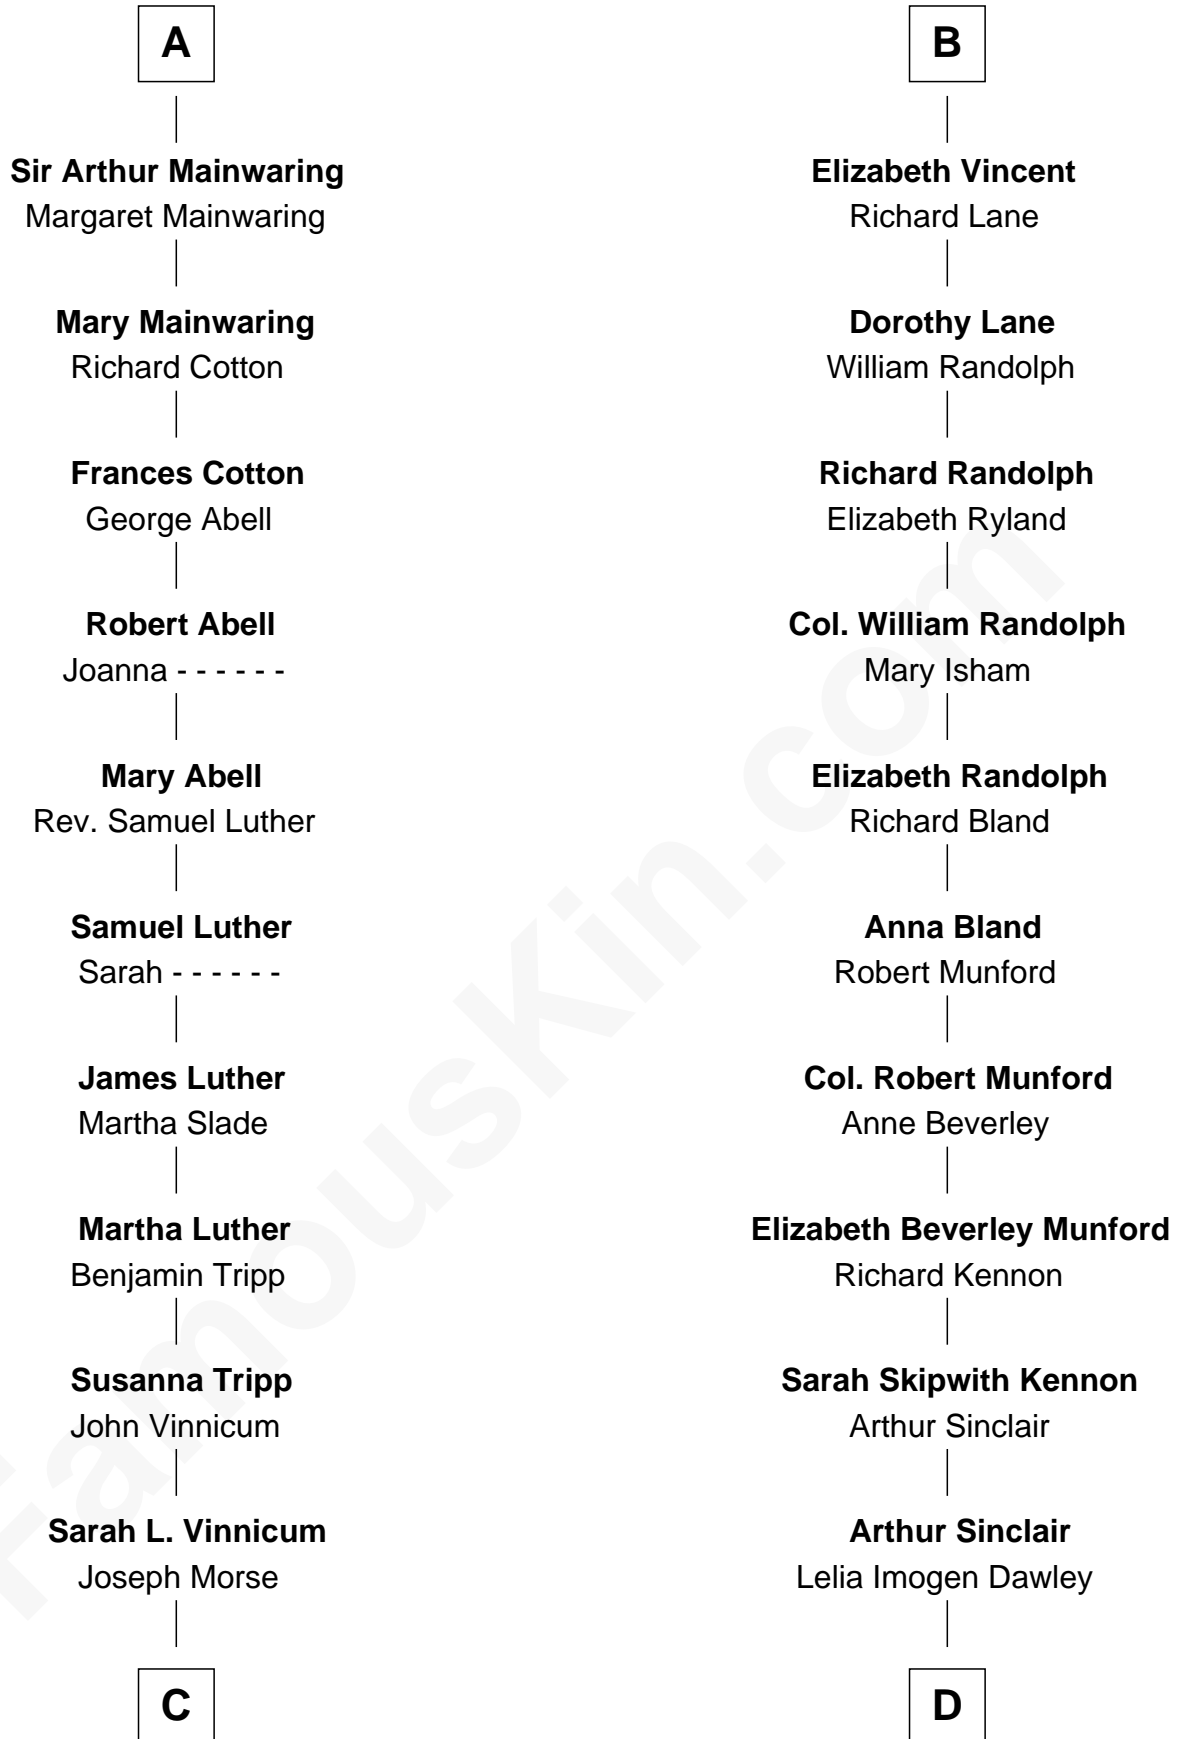 A
Sir Arthur Mainwaring
Margaret Mainwaring
Mary Mainwaring
Richard Cotton
Frances Cotton
George Abell
Robert Abell
Joanna - - - - - -
Mary Abell
Rev. Samuel Luther
Samuel Luther
Sarah - - - - - -
James Luther
Martha Slade
Martha Luther
Benjamin Tripp
Susanna Tripp
John Vinnicum
Sarah L. Vinnicum
Joseph Morse
C
B
Elizabeth Vincent
Richard Lane
Dorothy Lane
William Randolph
Richard Randolph
Elizabeth Ryland
Col. William Randolph
Mary Isham
Elizabeth Randolph
Richard Bland
Anna Bland
Robert Munford
Col. Robert Munford
Anne Beverley
Elizabeth Beverley Munford
Richard Kennon
Sarah Skipwith Kennon
Arthur Sinclair
Arthur Sinclair
Lelia Imogen Dawley
D
FamousKin.com